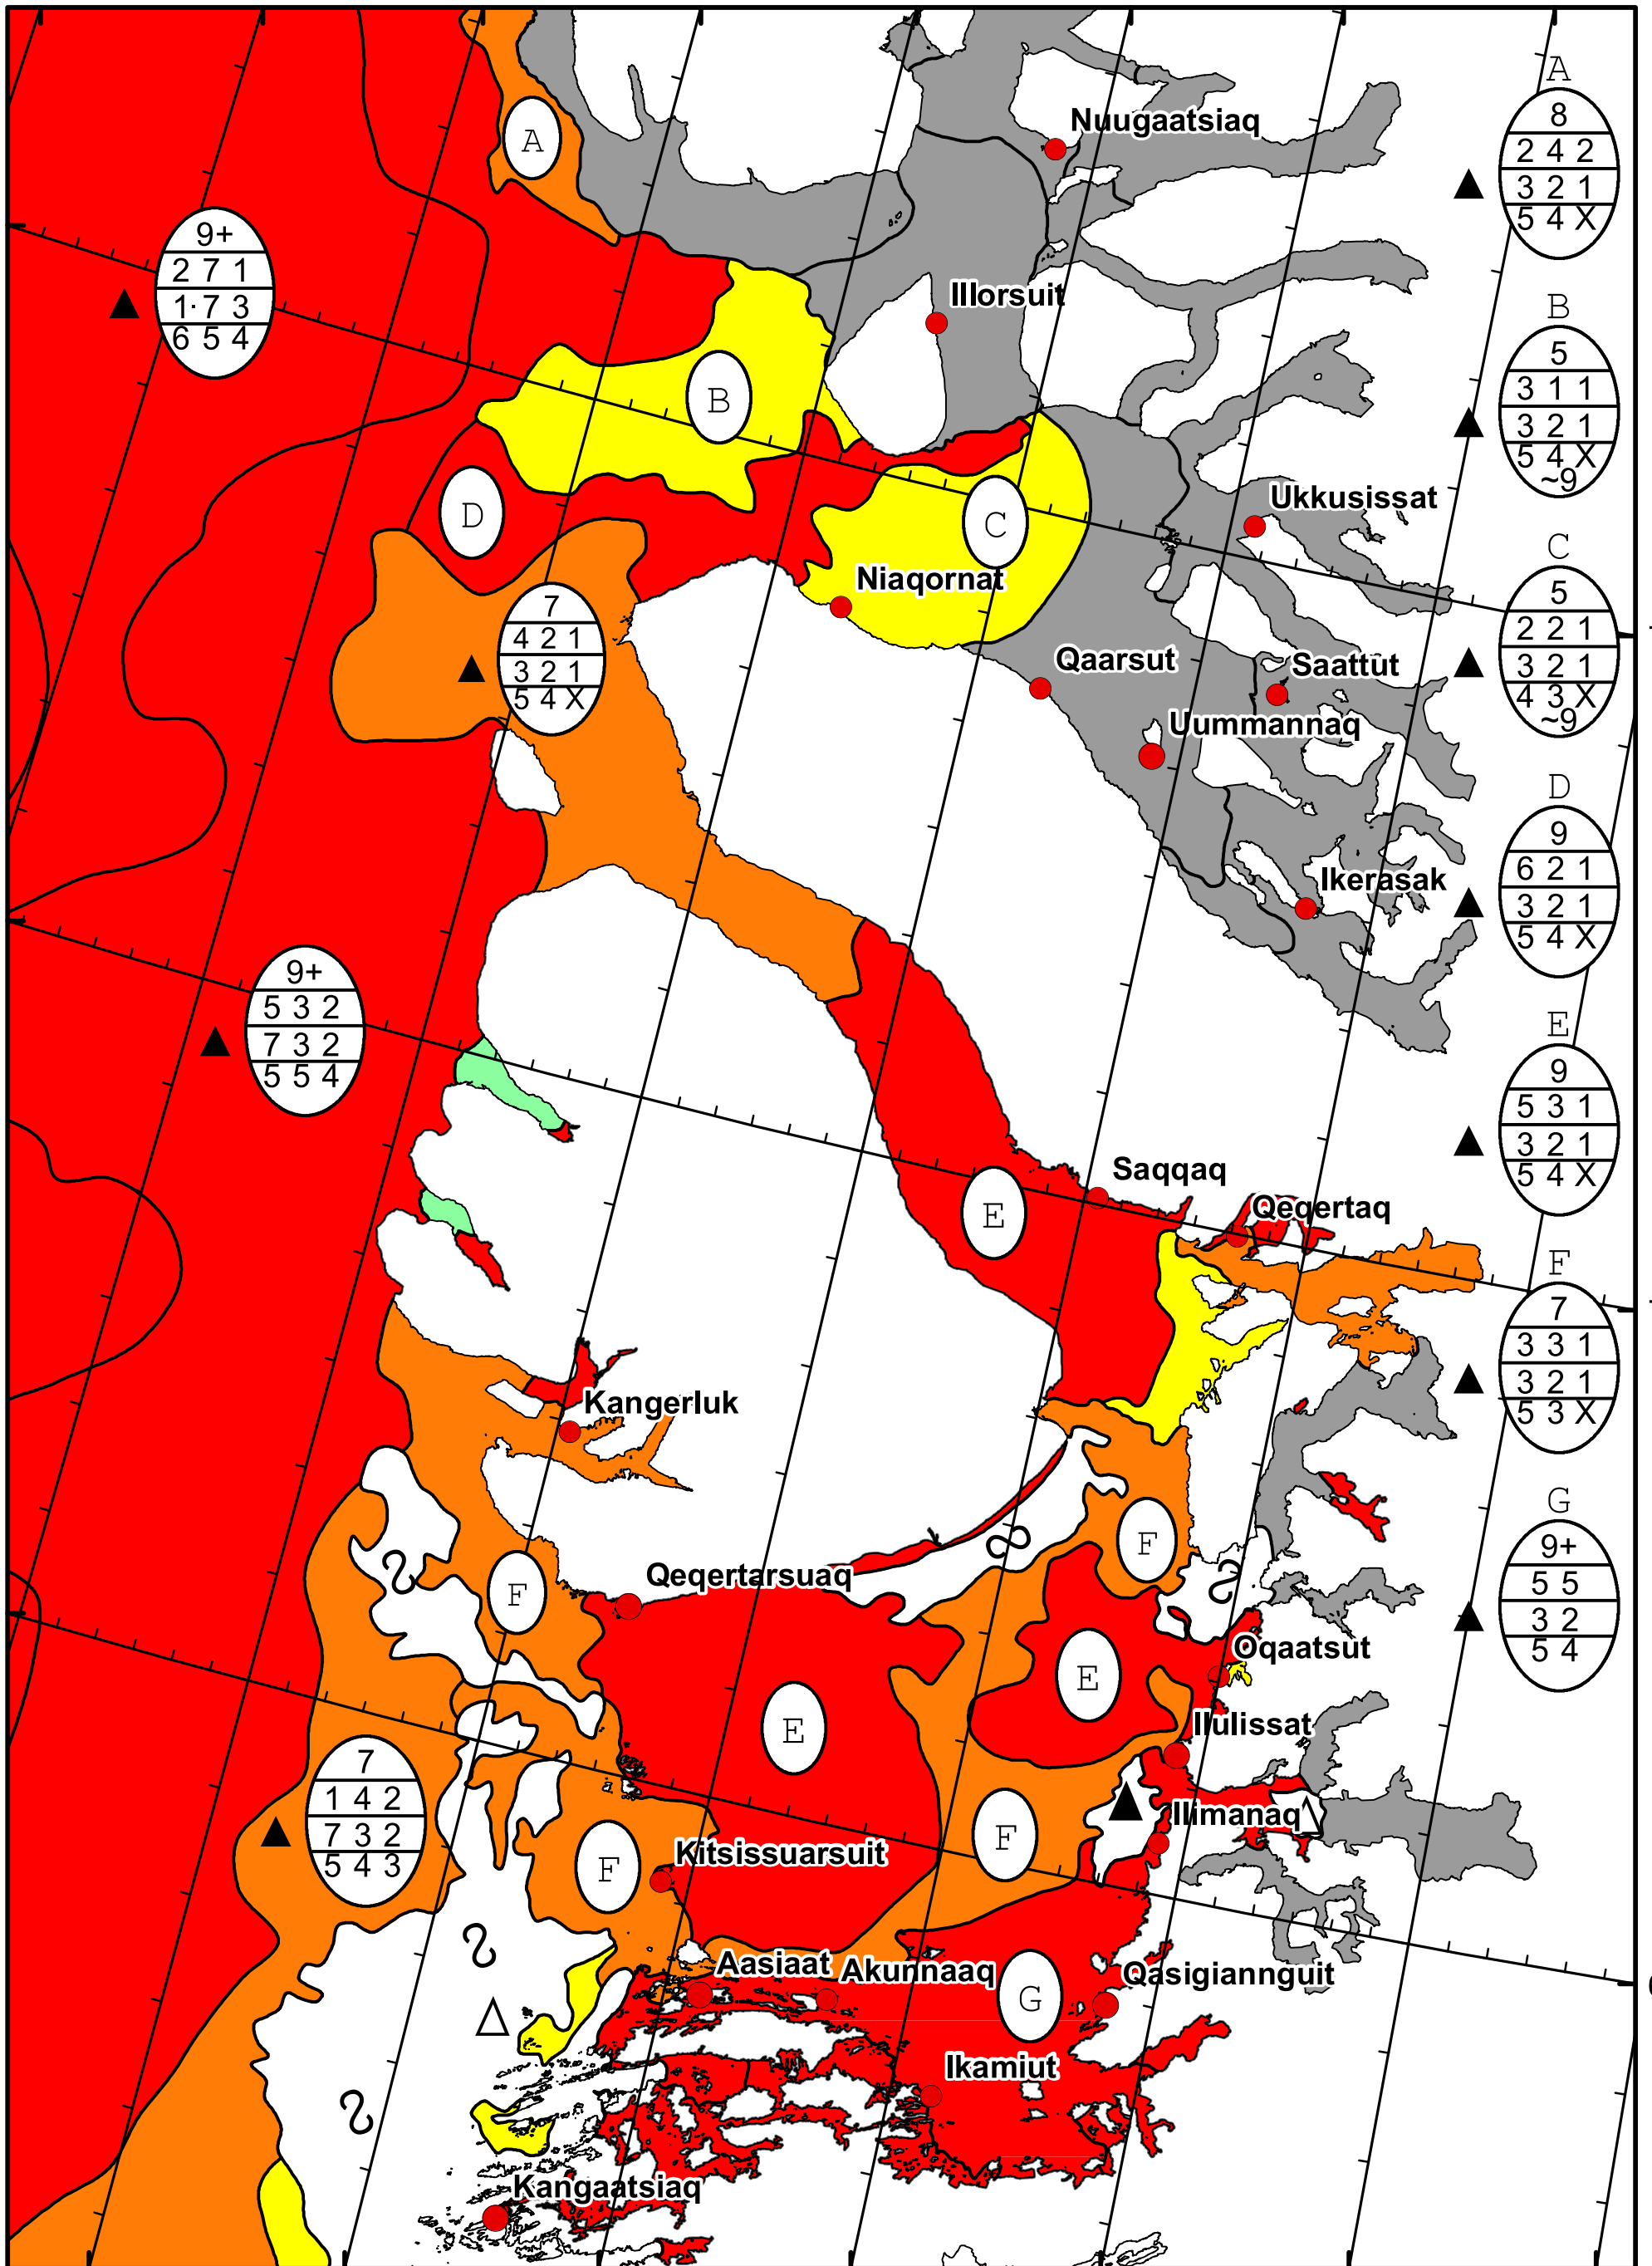 A
8
2 4 2
3 2 1
5 4 X
A
Nuugaatsiaq
9+
2 7 1
1·7 3
6 5 4
Illorsuit
B
5
3 1 1
3 2 1
5 4 X
~9
B
D
C
Ukkusissat
Niaqornat
C
5
2 2 1
3 2 1
4 3 X
~9
7
4 2 1
3 2 1
5 4 X
Qaarsut
Saattut
Uummannaq
D
9
6 2 1
3 2 1
5 4 X
Ikerasak
9+
5 3 2
7 3 2
5 5 4
E
9
5 3 1
3 2 1
5 4 X
E
Saqqaq
Qeqertaq
F
7
3 3 1
3 2 1
5 3 X
Kangerluk
F
G
9+
5 5
3 2
5 4
Qeqertarsuaq
F
Oqaatsut
E
E
Ilulissat
7
1 4 2
7 3 2
5 4 3
F
Ilimanaq
F
Kitsissuarsuit
Aasiaat
Akunnaaq
G
Qasigiannguit
Ikamiut
Kangaatsiaq